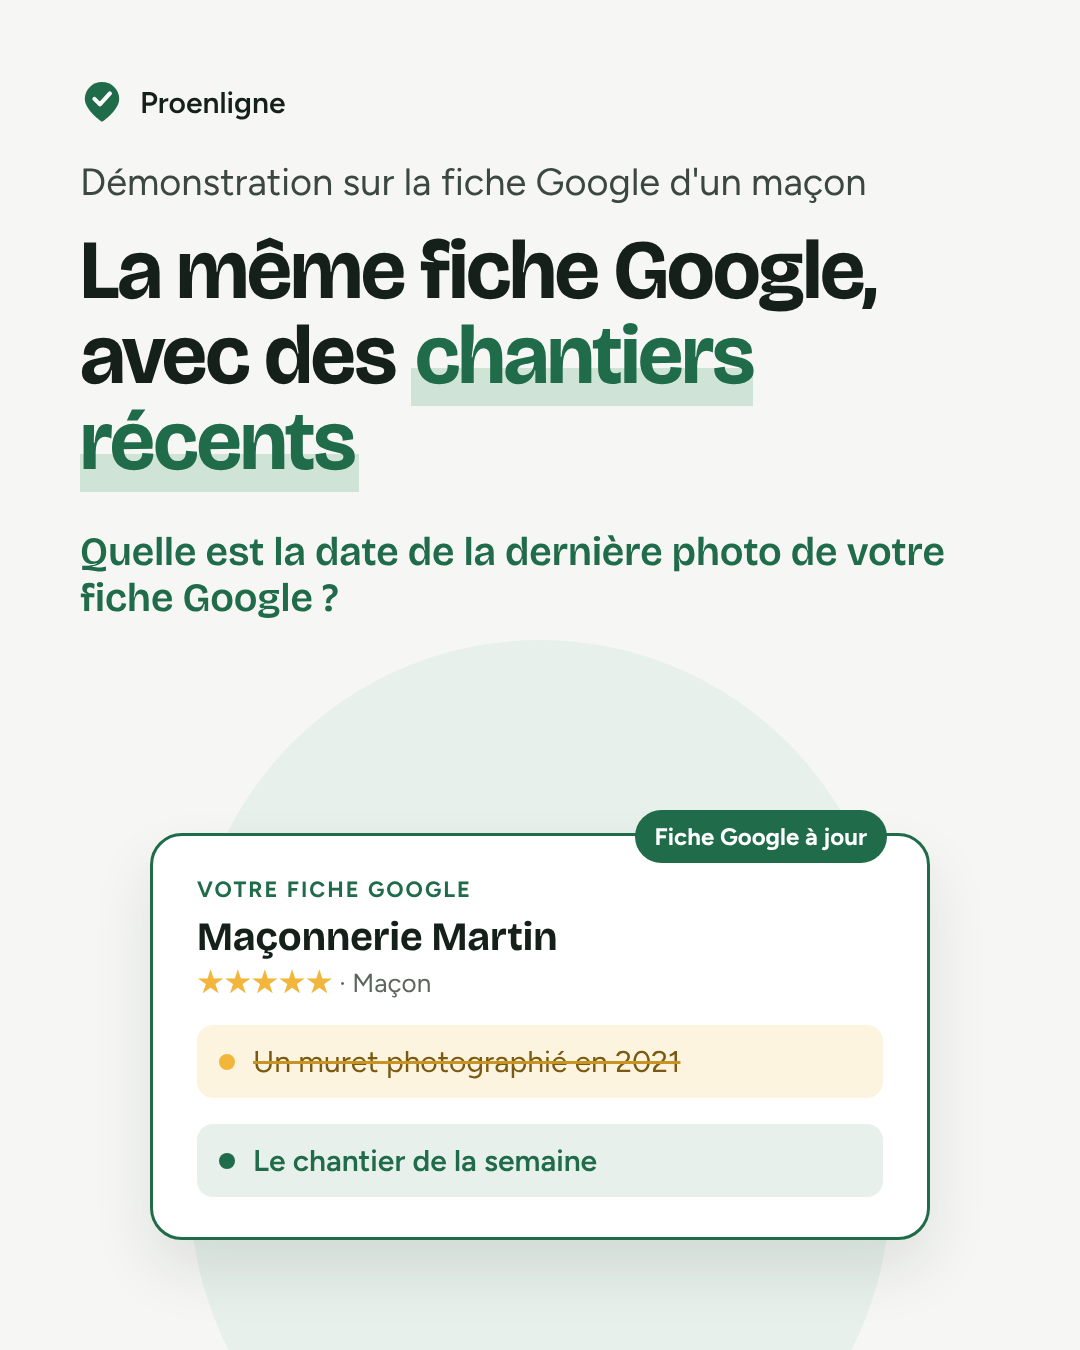 Proenligne
Démonstration sur la fiche Google d'un maçon
La même fiche Google,
avec des chantiers
récents
Quelle est la date de la dernière photo de votre
fiche Google ?
Fiche Google à jour
VOTRE FICHE GOOGLE
Maçonnerie Martin
★★★★★ · Maçon
Un muret photographié en 2021
Le chantier de la semaine